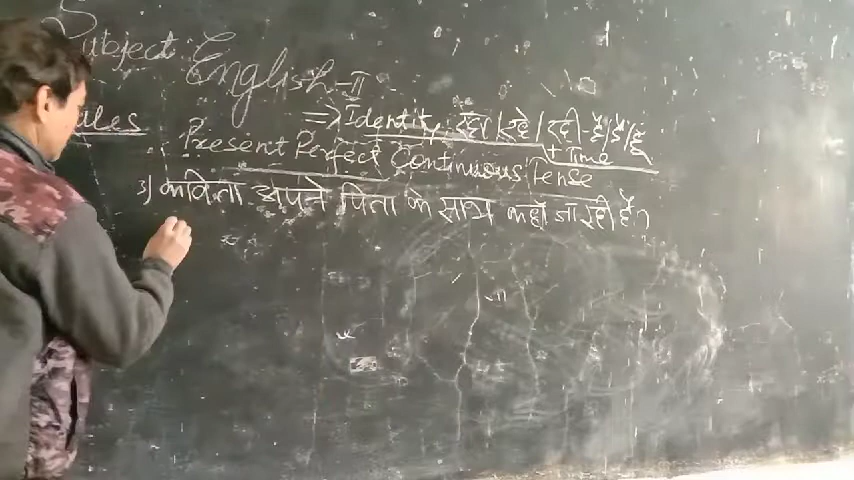 Subject English-II
ules => Identity रहा/रहे/रही-है/हैं/हूँ
+ Time
Present Perfect Continuous Tense
3) कविता अपने पिता के साथ कहाँ जा रही है?